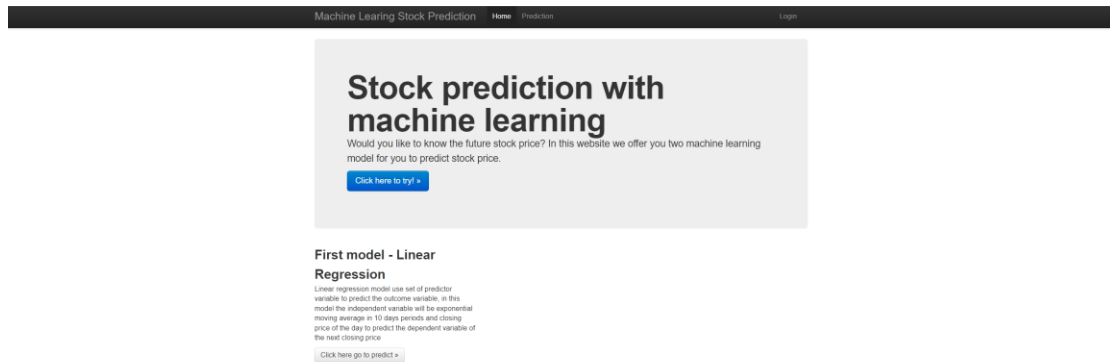 Machine Learing Stock Prediction Home Prediction Login
Stock prediction with
machine learning
Would you like to know the future stock price? In this website we offer you two machine learning
model for you to predict stock price.
Click here to try! »
First model - Linear
Regression
Linear regression model use set of predictor
variable to predict the outcome variable, in this
model the independent variable will be exponential
moving average in 10 days periods and closing
price of the day to predict the dependent variable of
the next closing price
Click here go to predict »